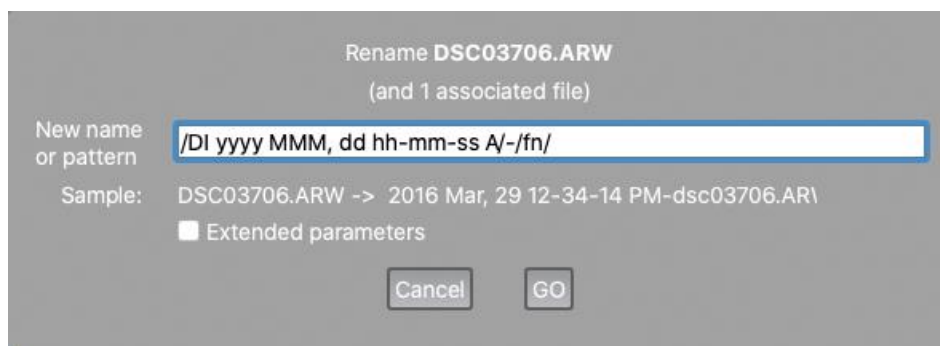 Rename DSC03706.ARW
(and 1 associated file)
New name
or pattern
/DI yyyy MMM, dd hh-mm-ss A/-/fn/
Sample: DSC03706.ARW -> 2016 Mar, 29 12-34-14 PM-dsc03706.AR\
Extended parameters
Cancel GO